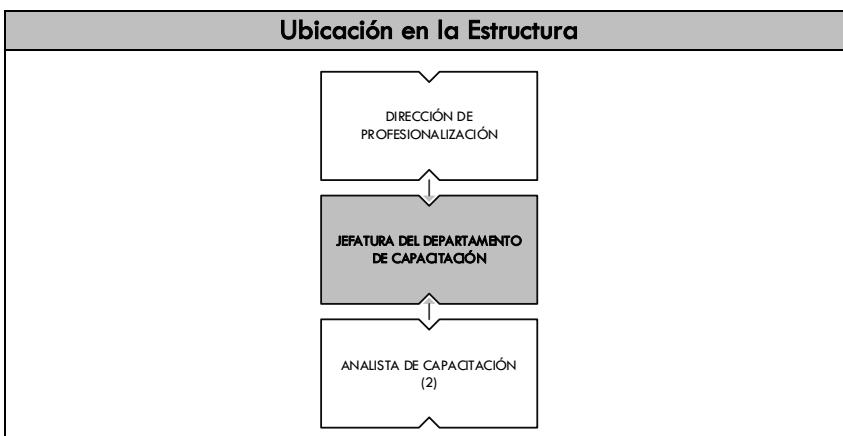 Ubicación en la Estructura
DIRECCIÓN DE
PROFESIONALIZACIÓN
JEFATURA DEL DEPARTAMENTO
DE CAPACITACIÓN
ANALISTA DE CAPACITACIÓN
(2)